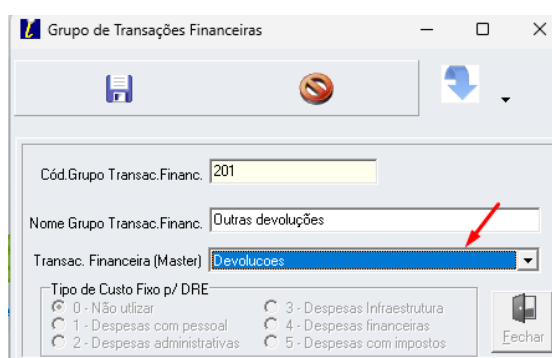 Grupo de Transações Financeiras
Cód.Grupo Transac.Financ. 201
Nome Grupo Transac.Financ. Outras devoluções
Transac. Financeira (Master) Devolucoes
Tipo de Custo Fixo p/ DRE
0 - Não utlizar 3 - Despesas Infraestrutura
1 - Despesas com pessoal 4 - Despesas financeiras
2 - Despesas administrativas 5 - Despesas com impostos
Fechar